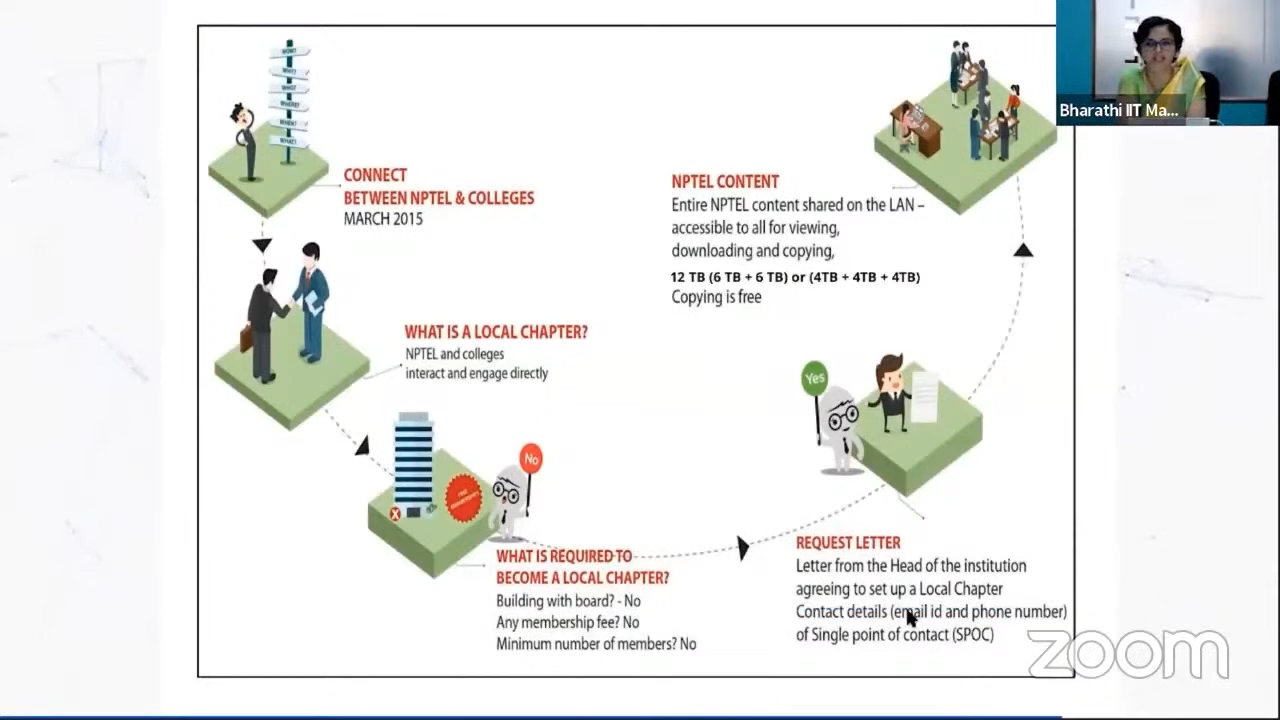 CONNECT
BETWEEN NPTEL & COLLEGES
MARCH 2015
WHAT IS A LOCAL CHAPTER?
NPTEL and colleges
interact and engage directly
No
WHAT IS REQUIRED TO
BECOME A LOCAL CHAPTER?
Building with board? - No
Any membership fee? No
Minimum number of members? No
Yes
REQUEST LETTER
Letter from the Head of the institution
agreeing to set up a Local Chapter
Contact details (email id and phone number)
of Single point of contact (SPOC)
NPTEL CONTENT
Entire NPTEL content shared on the LAN –
accessible to all for viewing,
downloading and copying,
12 TB (6 TB + 6 TB) or (4TB + 4TB + 4TB)
Copying is free
Bharathi IIT Ma...
zoom